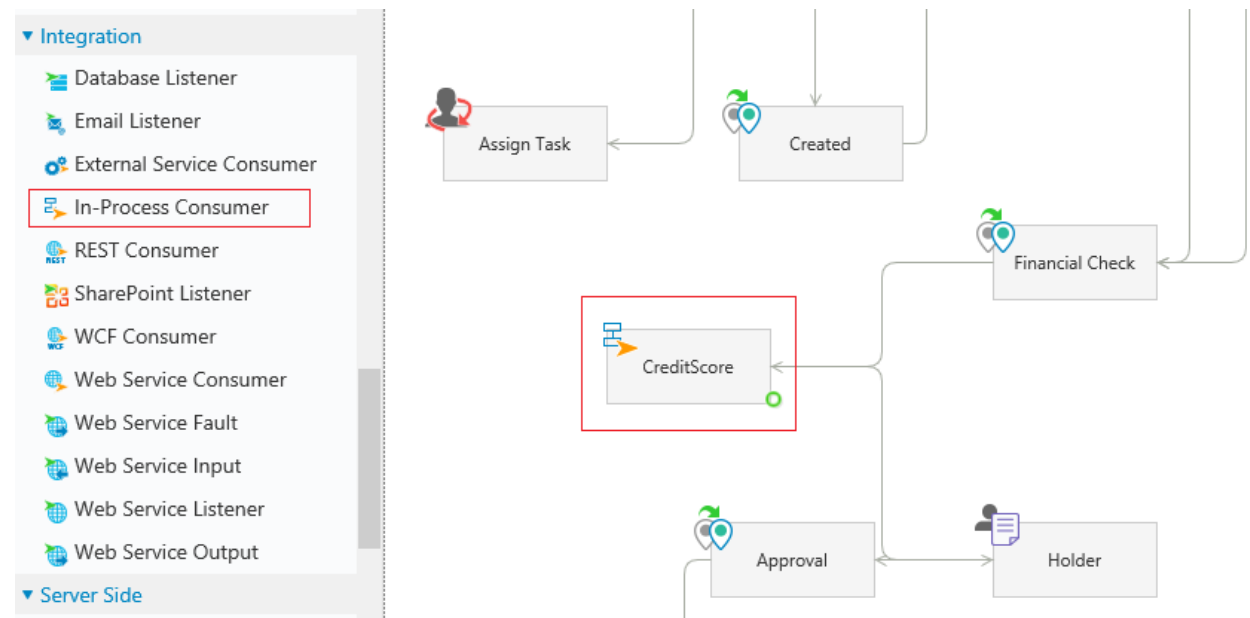 Integration
Database Listener
Email Listener
External Service Consumer
In-Process Consumer
REST
REST Consumer
SharePoint Listener
WCF
WCF Consumer
Web Service Consumer
Web Service Fault
Web Service Input
Web Service Listener
Web Service Output
Server Side
Assign Task
Created
Financial Check
CreditScore
Approval
Holder